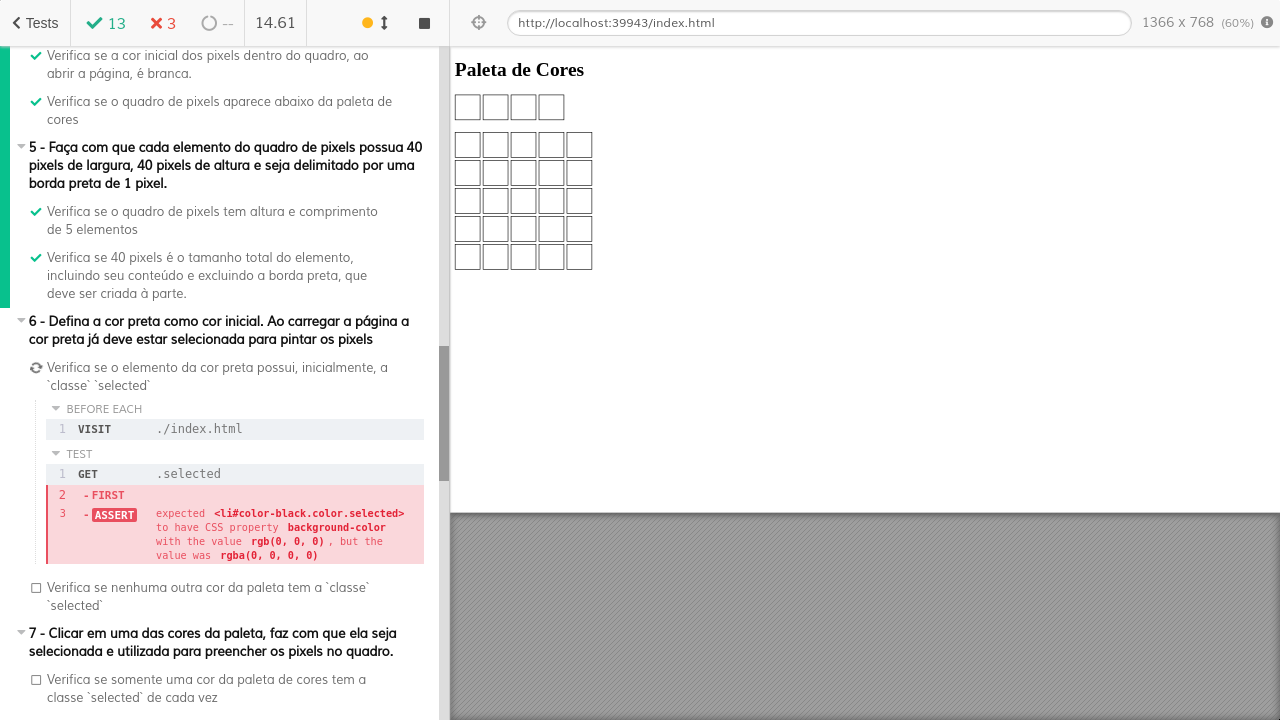 Tests
13
3
--
14.61
http://localhost:39943/index.html
1366 x 768 (60%)
Verifica se a cor inicial dos pixels dentro do quadro, ao
abrir a página, é branca.
Verifica se o quadro de pixels aparece abaixo da paleta de
cores
5 - Faça com que cada elemento do quadro de pixels possua 40
pixels de largura, 40 pixels de altura e seja delimitado por uma
borda preta de 1 pixel.
Verifica se o quadro de pixels tem altura e comprimento
de 5 elementos
Verifica se 40 pixels é o tamanho total do elemento,
incluindo seu conteúdo e excluindo a borda preta, que
deve ser criada à parte.
6 - Defina a cor preta como cor inicial. Ao carregar a página a
cor preta já deve estar selecionada para pintar os pixels
Verifica se o elemento da cor preta possui, inicialmente, a
`classe` `selected`
BEFORE EACH
1 VISIT ./index.html
TEST
1 GET .selected
2 - FIRST
3 - ASSERT expected <li#color-black.color.selected>
to have CSS property background-color
with the value rgb(0, 0, 0) , but the
value was rgba(0, 0, 0, 0)
Verifica se nenhuma outra cor da paleta tem a `classe`
`selected`
7 - Clicar em uma das cores da paleta, faz com que ela seja
selecionada e utilizada para preencher os pixels no quadro.
Verifica se somente uma cor da paleta de cores tem a
classe `selected` de cada vez
Paleta de Cores